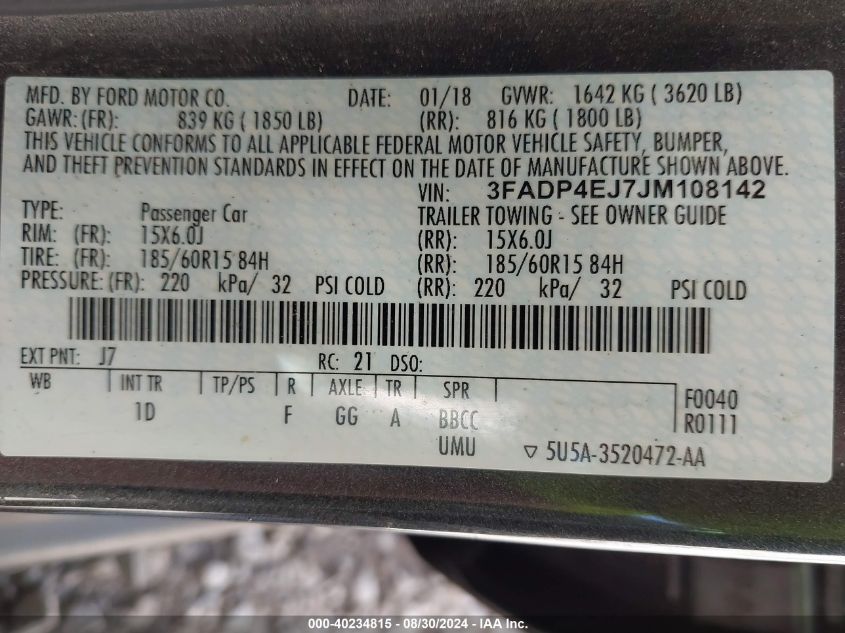 MFD. BY FORD MOTOR CO. DATE: 01/18 GVWR: 1642 KG ( 3620 LB)
GAWR: (FR): 839 KG ( 1850 LB) (RR): 816 KG ( 1800 LB)
THIS VEHICLE CONFORMS TO ALL APPLICABLE FEDERAL MOTOR VEHICLE SAFETY, BUMPER,
AND THEFT PREVENTION STANDARDS IN EFFECT ON THE DATE OF MANUFACTURE SHOWN ABOVE.
VIN: 3FADP4EJ7JM108142
TYPE: Passenger Car TRAILER TOWING - SEE OWNER GUIDE
RIM: (FR): 15X6.0J (RR): 15X6.0J
TIRE: (FR): 185/60R15 84H (RR): 185/60R15 84H
PRESSURE: (FR): 220 kPa/ 32 PSI COLD (RR): 220 kPa/ 32 PSI COLD
EXT PNT: J7 RC: 21 DSO:
WB INT TR TP/PS R AXLE TR SPR F0040
1D F GG A BBCC R0111
UMU ▽ 5U5A-3520472-AA
000-40234815 - 08/30/2024 - IAA Inc.